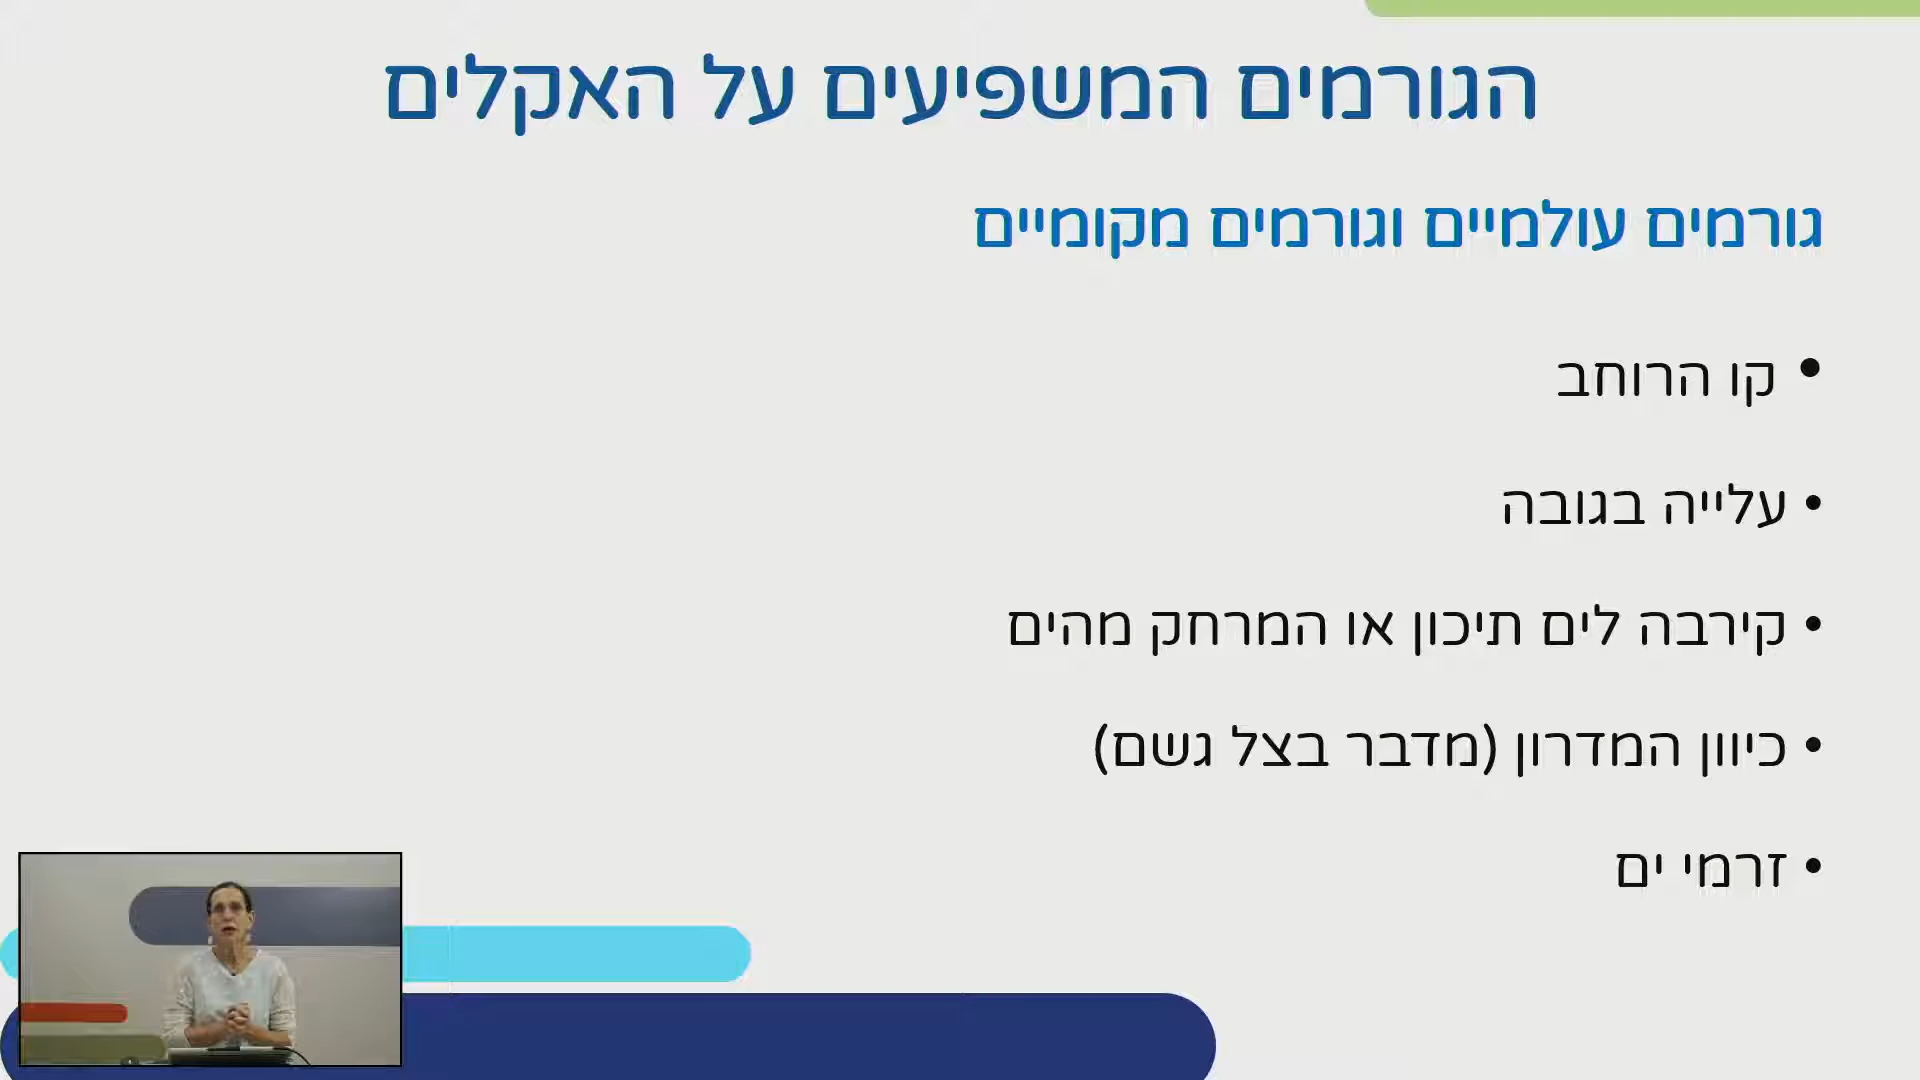 הגורמים המשפיעים על האקלים
גורמים עולמיים וגורמים מקומיים
• קו הרוחב
• עלייה בגובה
• קירבה לים תיכון או המרחק מהים
• כיוון המדרון (מדבר בצל גשם)
• זרמי ים